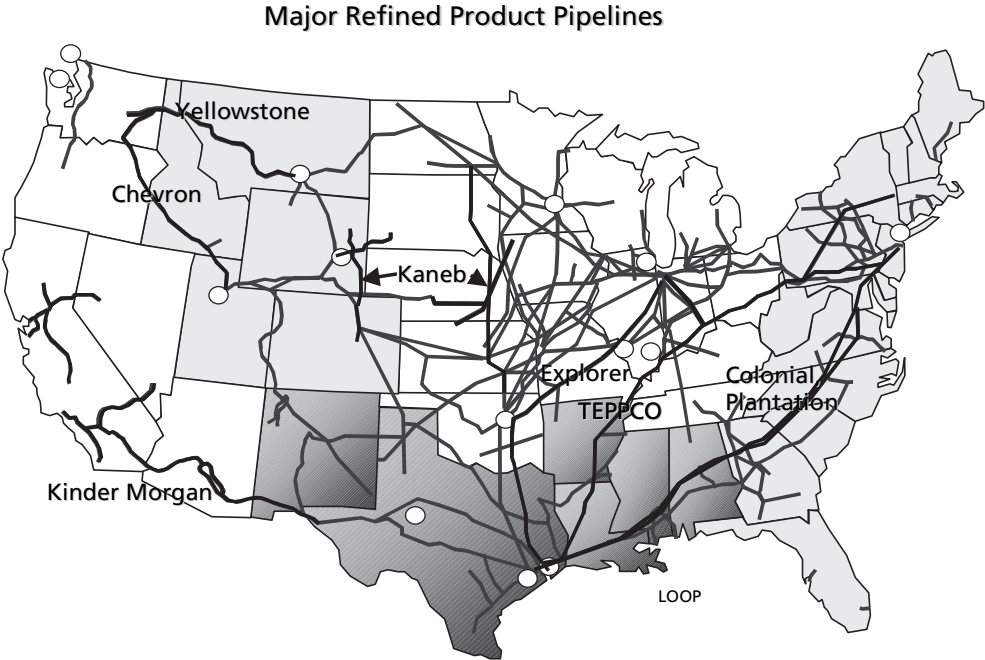 Major Refined Product Pipelines
Yellowstone
Chevron
Kaneb
Explorer
Colonial
TEPPCO
Plantation
Kinder Morgan
LOOP